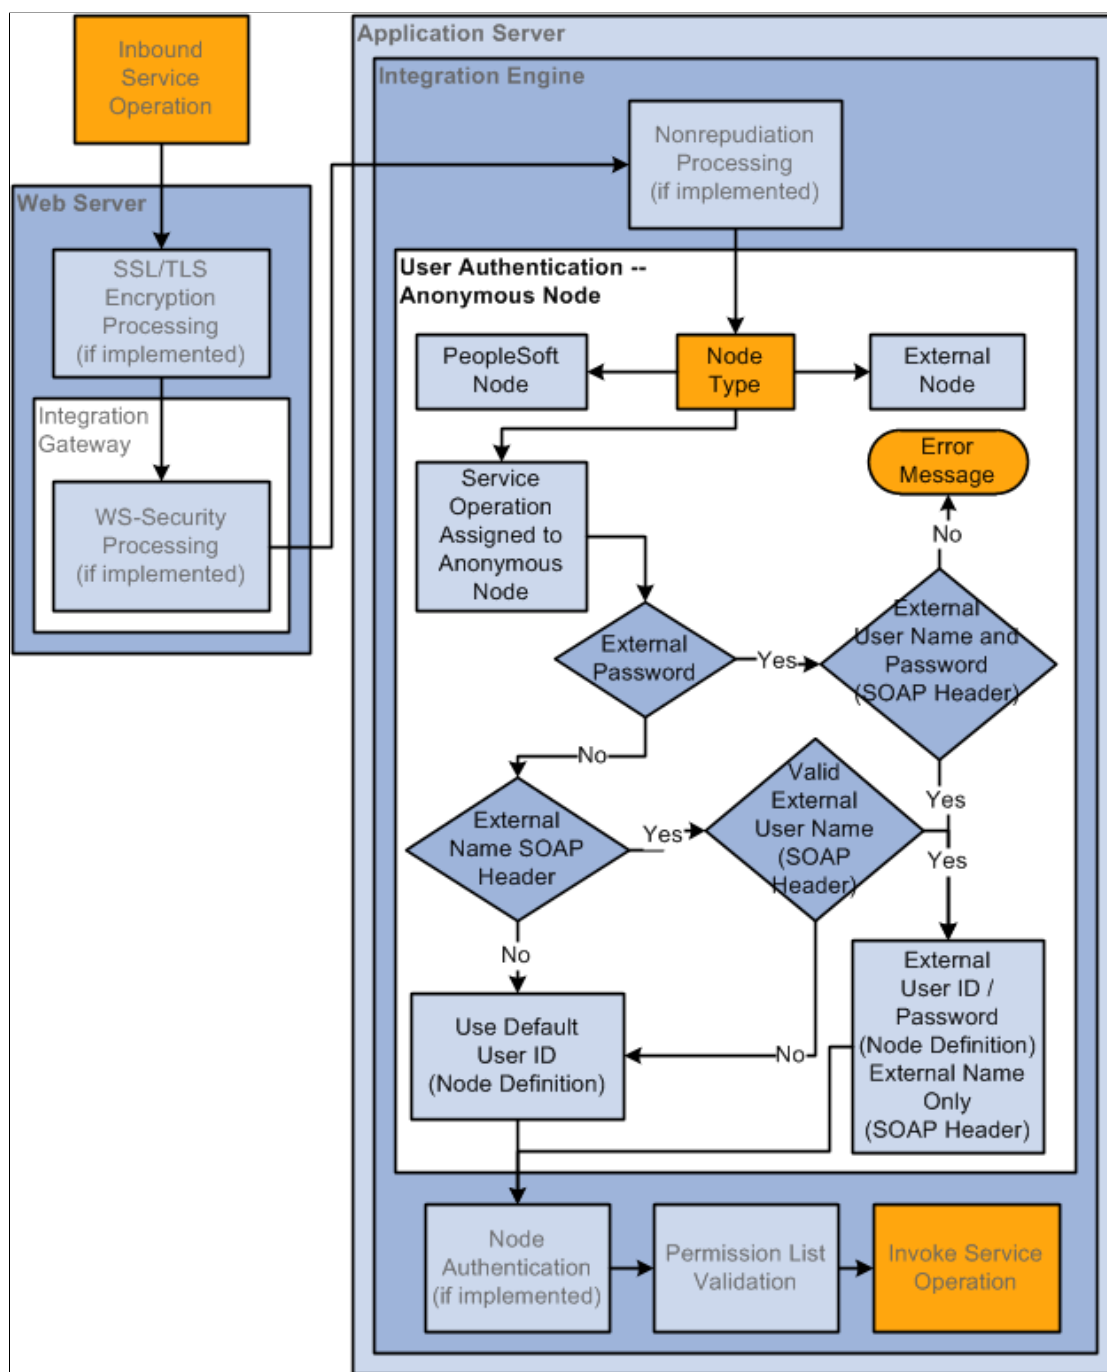 Inbound
Service
Operation
Web Server
SSL/TLS
Encryption
Processing
(if implemented)
Integration
Gateway
WS-Security
Processing
(if implemented)
Application Server
Integration Engine
Nonrepudiation
Processing
(if implemented)
User Authentication --
Anonymous Node
PeopleSoft
Node
Node
Type
External
Node
Service
Operation
Assigned to
Anonymous
Node
Error
Message
No
External
Password
Yes
External
User Name and
Password
(SOAP Header)
No
Yes
External
Name SOAP
Header
Yes
Valid
External
User Name
(SOAP
Header)
Yes
No
Use Default
User ID
(Node Definition)
No
External
User ID /
Password
(Node Definition)
External Name
Only
(SOAP Header)
Node
Authentication
(if implemented)
Permission List
Validation
Invoke Service
Operation